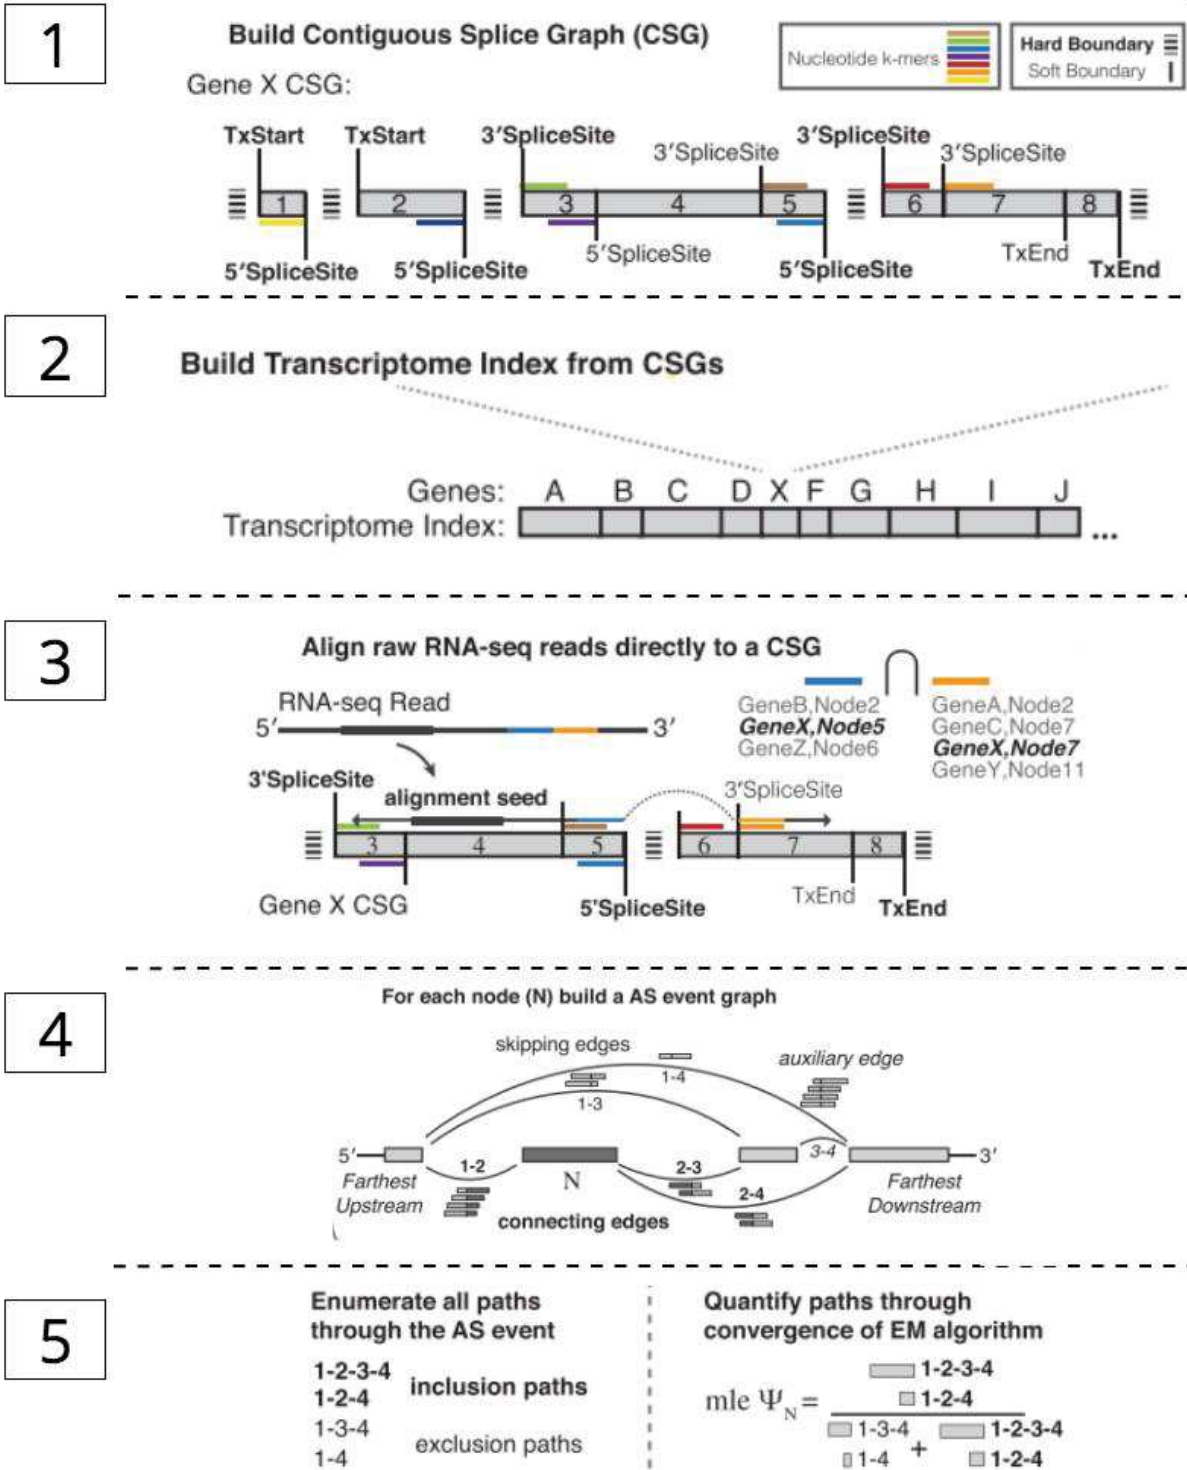 1
Build Contiguous Splice Graph (CSG)
Nucleotide k-mers
Hard Boundary
Soft Boundary
Gene X CSG:
TxStart TxStart 3'SpliceSite 3'SpliceSite 3'SpliceSite 3'SpliceSite
1 2 3 4 5 6 7 8
5'SpliceSite 5'SpliceSite 5'SpliceSite 5'SpliceSite TxEnd TxEnd
2
Build Transcriptome Index from CSGs
Genes: A B C D X F G H I J
Transcriptome Index: ...
3
Align raw RNA-seq reads directly to a CSG
RNA-seq Read
5' 3'
GeneB,Node2 GeneA,Node2
GeneX,Node5 GeneC,Node7
GeneZ,Node6 GeneX,Node7
GeneY,Node11
3'SpliceSite alignment seed 3'SpliceSite
3 4 5 6 7 8
Gene X CSG 5'SpliceSite TxEnd TxEnd
4
For each node (N) build a AS event graph
skipping edges auxiliary edge
1-4
1-3
5' 1-2 2-3 3-4 3'
Farthest Upstream N 2-4 Farthest Downstream
connecting edges
5
Enumerate all paths
through the AS event
1-2-3-4
1-2-4
inclusion paths
1-3-4
1-4
exclusion paths
Quantify paths through
convergence of EM algorithm
1-2-3-4
1-2-4
mle Ψ_N =
1-3-4 1-2-3-4
1-4 + 1-2-4